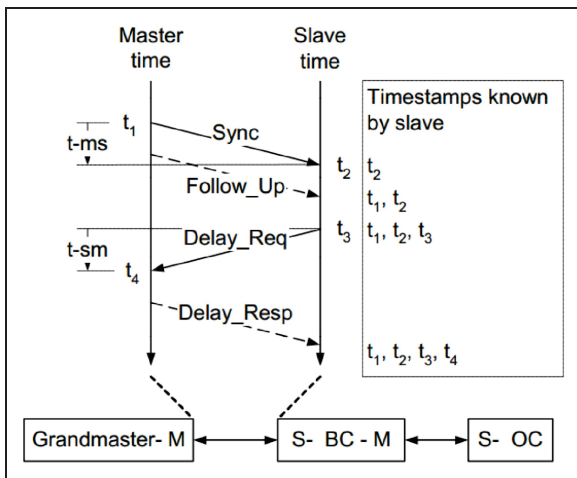 Master time
Slave time
Timestamps known by slave
t1
Sync
t-ms
t2
t2
Follow_Up
t1, t2
Delay_Req
t3
t1, t2, t3
t-sm
t4
Delay_Resp
t1, t2, t3, t4
Grandmaster- M
S- BC - M
S- OC